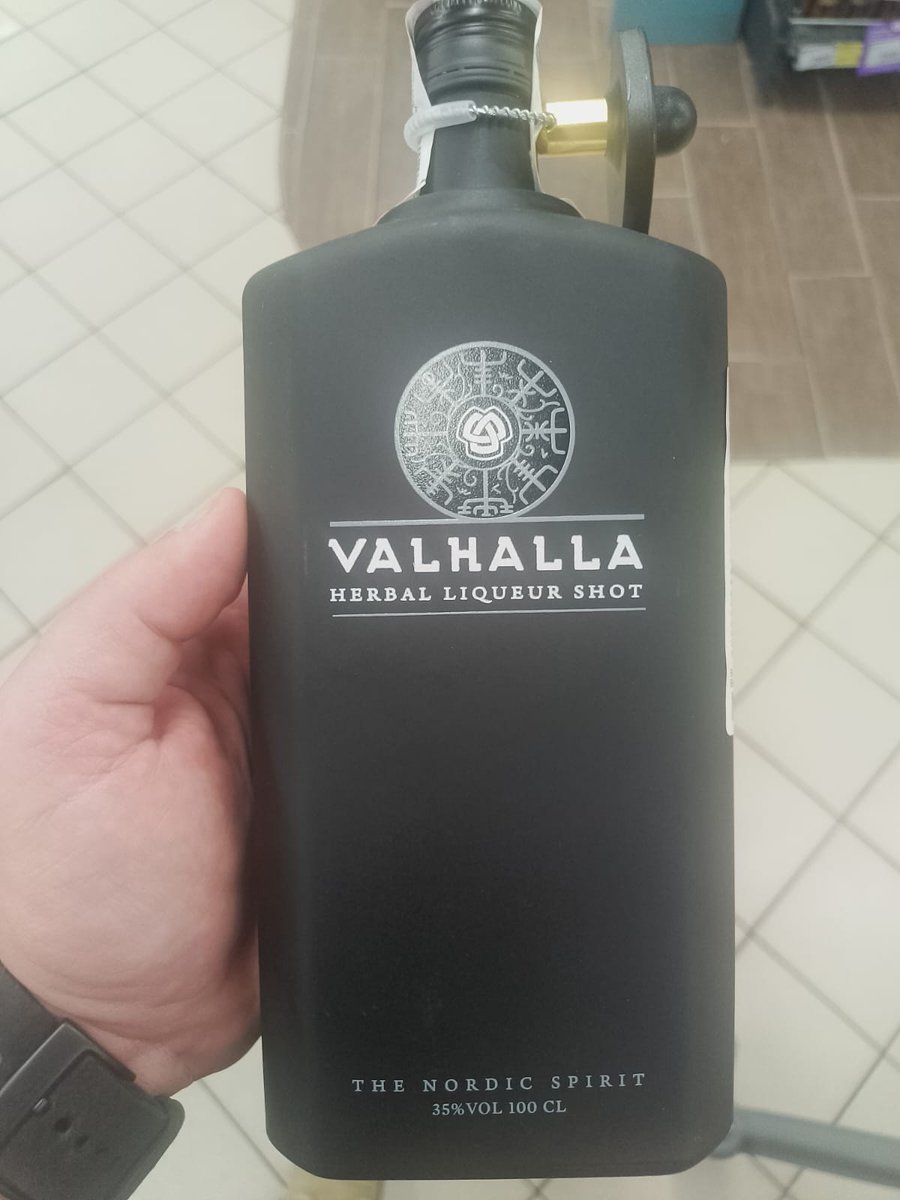 VALHALLA
HERBAL LIQUEUR SHOT
THE NORDIC SPIRIT
35%VOL 100 CL